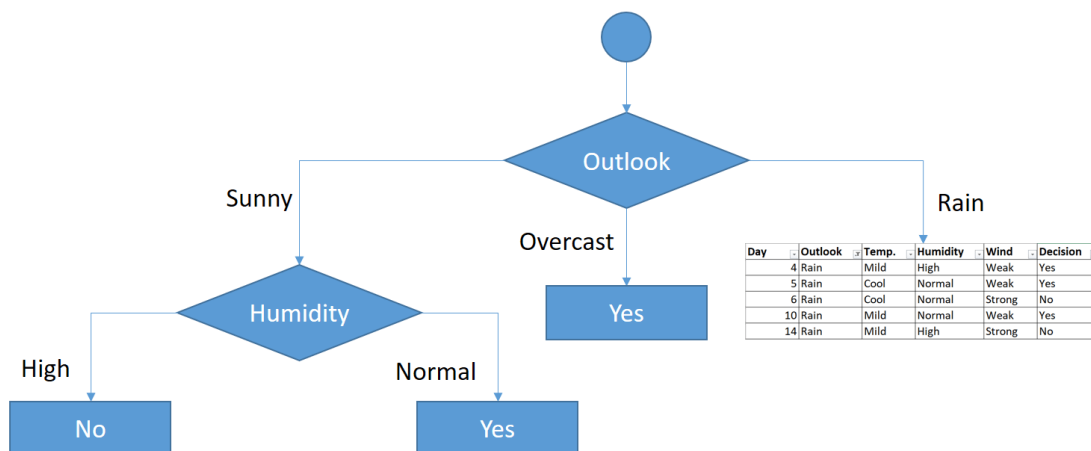 Outlook
Sunny
Overcast
Rain
Day Outlook Temp. Humidity Wind Decision
4 Rain Mild High Weak Yes
5 Rain Cool Normal Weak Yes
6 Rain Cool Normal Strong No
10 Rain Mild Normal Weak Yes
14 Rain Mild High Strong No
Humidity
Yes
High
Normal
No
Yes